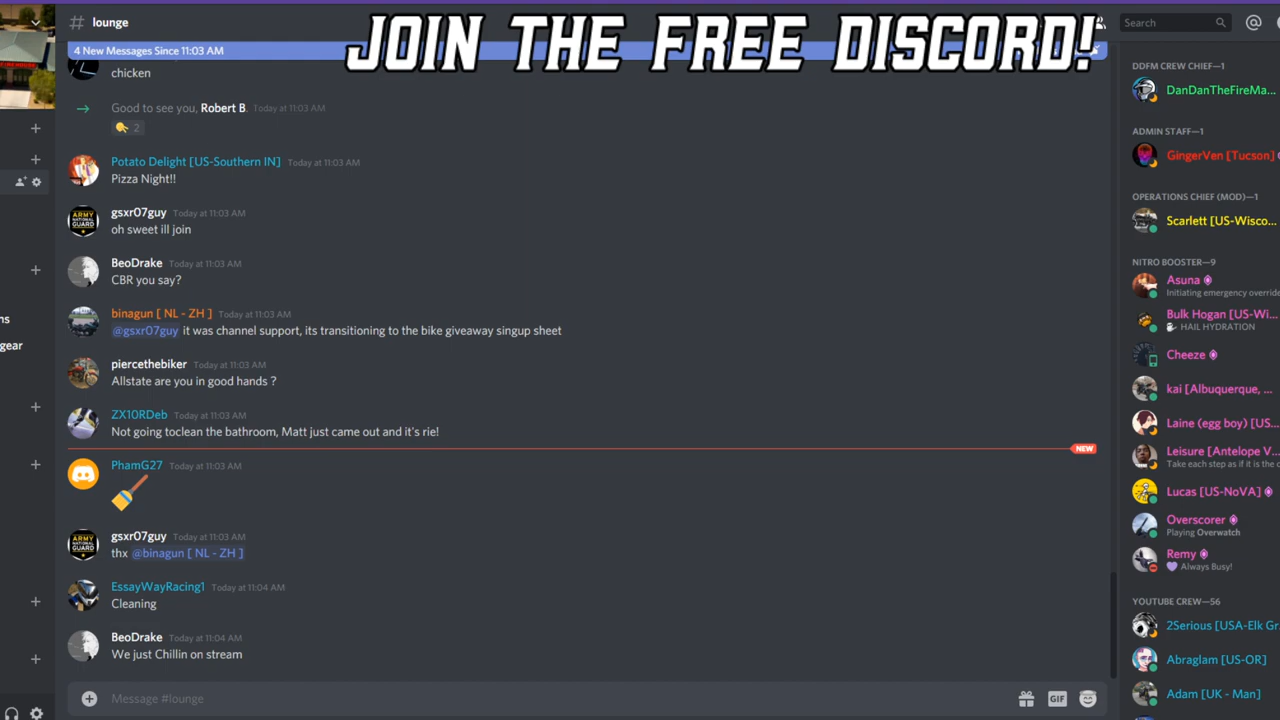 JOIN THE FREE DISCORD!
# lounge
Search
4 New Messages Since 11:03 AM
chicken
Good to see you, Robert B. Today at 11:03 AM
2
Potato Delight [US-Southern IN] Today at 11:03 AM
Pizza Night!!
gsxr07guy Today at 11:03 AM
oh sweet ill join
BeoDrake Today at 11:03 AM
CBR you say?
binagun [ NL - ZH ] Today at 11:03 AM
@gsxr07guy it was channel support, its transitioning to the bike giveaway singup sheet
piercethebiker Today at 11:03 AM
Allstate are you in good hands ?
ZX10RDeb Today at 11:03 AM
Not going toclean the bathroom, Matt just came out and it's rie!
NEW
PhamG27 Today at 11:03 AM
gsxr07guy Today at 11:03 AM
ARMY
NATIONAL
GUARD
thx @binagun [ NL - ZH ]
EssayWayRacing1 Today at 11:04 AM
Cleaning
BeoDrake Today at 11:04 AM
We just Chillin on stream
Message #lounge
GIF
ns
gear
DDFM CREW CHIEF—1
DanDanTheFireMa...
ADMIN STAFF—1
GingerVen [Tucson]
OPERATIONS CHIEF (MOD)—1
Scarlett [US-Wisco...
NITRO BOOSTER—9
Asuna
Initiating emergency override
Bulk Hogan [US-Wi...
HAIL HYDRATION
Cheeze
kai [Albuquerque, ...
Laine (egg boy) [US...
Leisure [Antelope V...
Take each step as if it is the c
Lucas [US-NoVA]
Overscorer
Playing Overwatch
Remy
Always Busy!
YOUTUBE CREW—56
2Serious [USA-Elk Gr
Abraglam [US-OR]
Adam [UK - Man]